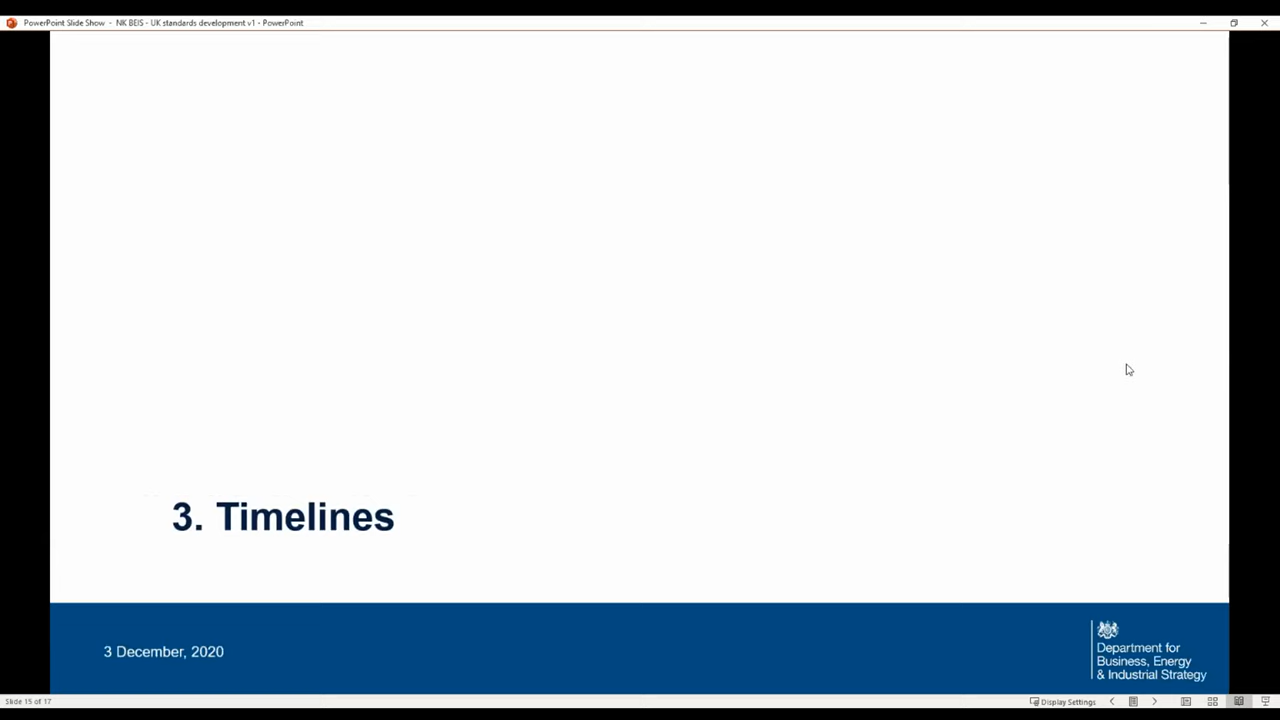 PowerPoint Slide Show - NK BEIS - UK standards development v1 - PowerPoint
3. Timelines
3 December, 2020
Department for
Business, Energy
& Industrial Strategy
Slide 15 of 17
Display Settings